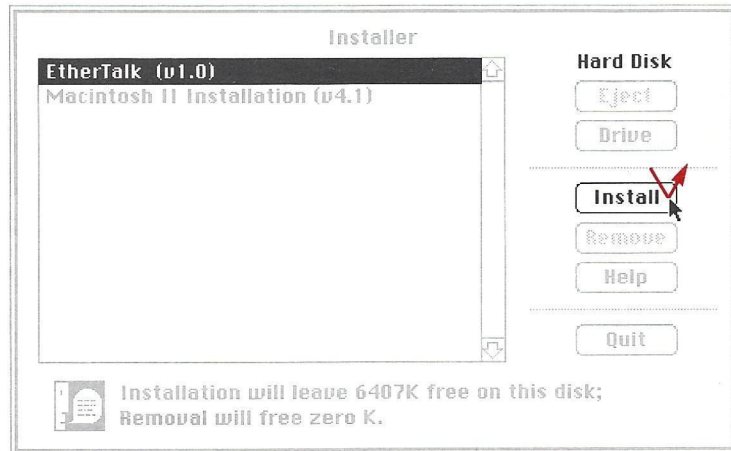 Installer
EtherTalk (v1.0)
Macintosh II Installation (v4.1)
Hard Disk
Eject
Drive
Install
Remove
Help
Quit
Installation will leave 6407K free on this disk;
Removal will free zero K.